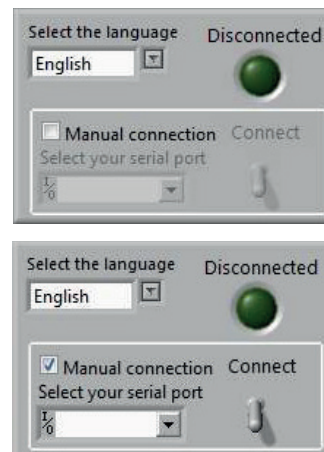 Select the language Disconnected
English
Manual connection Connect
Select your serial port
I/O
Select the language Disconnected
English
Manual connection Connect
Select your serial port
I/O